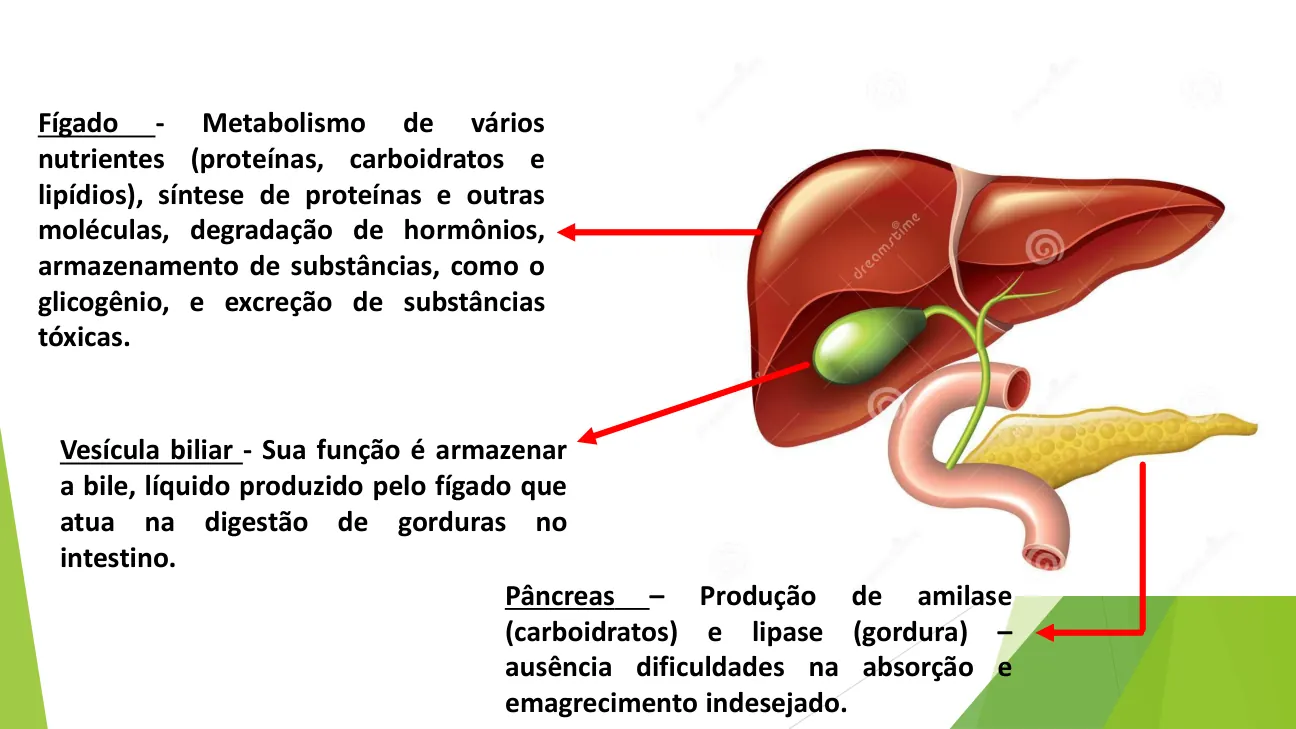 Fígado - Metabolismo de vários
nutrientes (proteínas, carboidratos e
lipídios), síntese de proteínas e outras
moléculas, degradação de hormônios,
armazenamento de substâncias, como o
glicogênio, e excreção de substâncias
tóxicas.
dreamstime
Vesícula biliar - Sua função é armazenar
a bile, líquido produzido pelo fígado que
atua na digestão de gorduras no
intestino.
Pâncreas – Produção de amilase
(carboidratos) e lipase (gordura) –
ausência dificuldades na absorção e
emagrecimento indesejado.